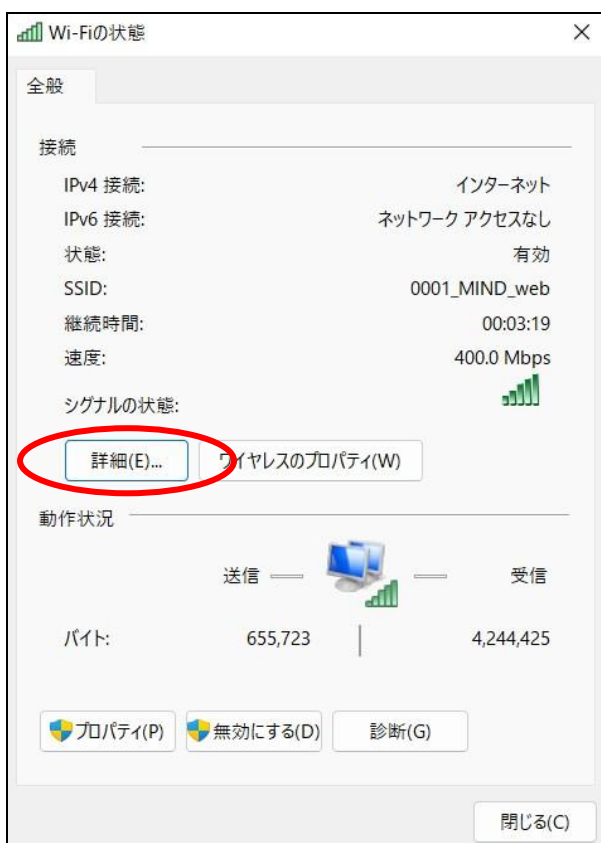 Wi-Fiの状態
全般
接続
IPv4 接続: インターネット
IPv6 接続: ネットワーク アクセスなし
状態: 有効
SSID: 0001_MIND_web
継続時間: 00:03:19
速度: 400.0 Mbps
シグナルの状態:
詳細(E)... ワイヤレスのプロパティ(W)
動作状況
送信 受信
バイト: 655,723 4,244,425
プロパティ(P) 無効にする(D) 診断(G)
閉じる(C)